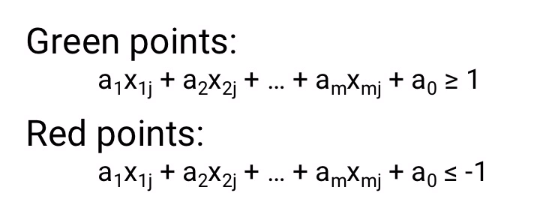 Green points:
a₁x₁ⱼ + a₂x₂ⱼ + ... + aₘxₘⱼ + a₀ ≥ 1
Red points:
a₁x₁ⱼ + a₂x₂ⱼ + ... + aₘxₘⱼ + a₀ ≤ -1